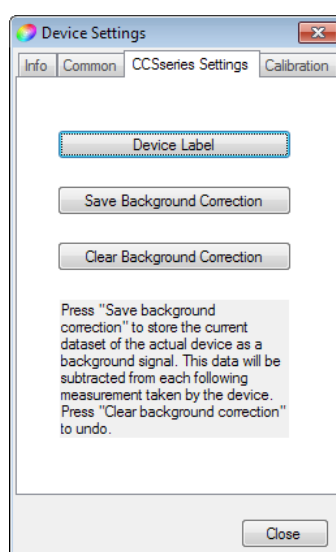 Device Settings
Info Common CCSseries Settings Calibration
Device Label
Save Background Correction
Clear Background Correction
Press "Save background
correction" to store the current
dataset of the actual device as a
background signal. This data will be
subtracted from each following
measurement taken by the device.
Press "Clear background correction"
to undo.
Close